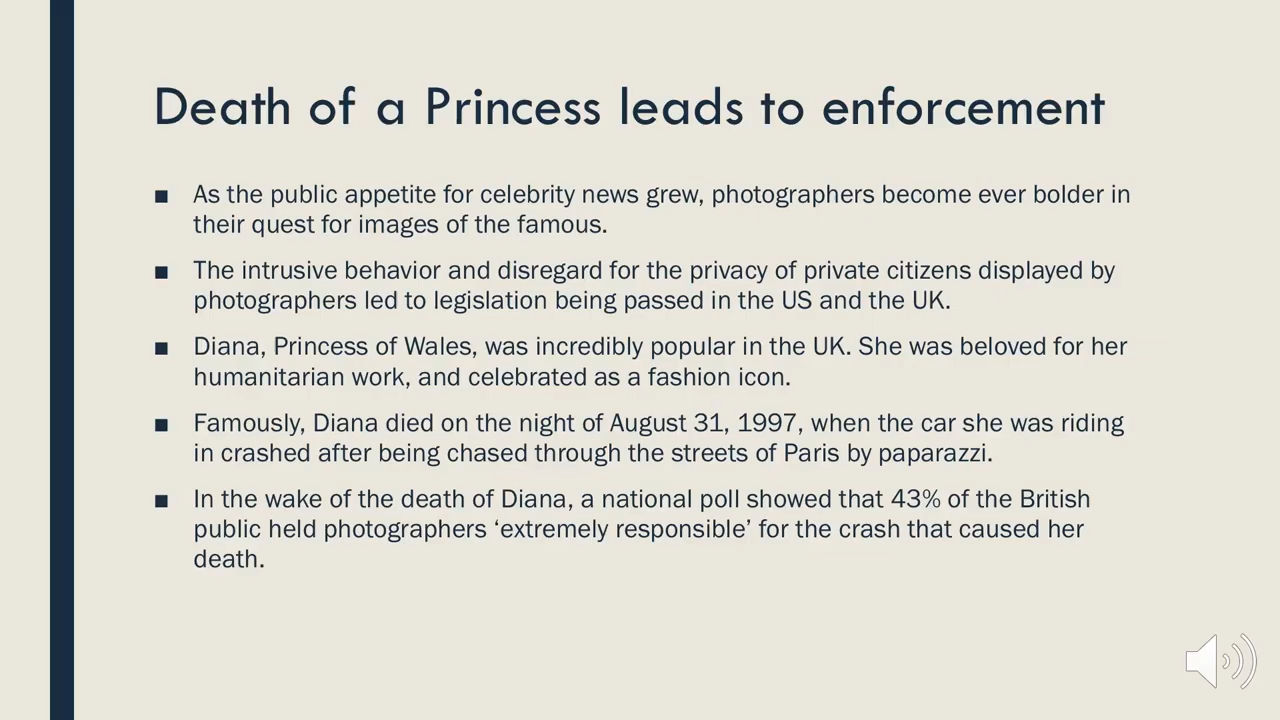 Death of a Princess leads to enforcement
■ As the public appetite for celebrity news grew, photographers become ever bolder in
their quest for images of the famous.
■ The intrusive behavior and disregard for the privacy of private citizens displayed by
photographers led to legislation being passed in the US and the UK.
■ Diana, Princess of Wales, was incredibly popular in the UK. She was beloved for her
humanitarian work, and celebrated as a fashion icon.
■ Famously, Diana died on the night of August 31, 1997, when the car she was riding
in crashed after being chased through the streets of Paris by paparazzi.
■ In the wake of the death of Diana, a national poll showed that 43% of the British
public held photographers ‘extremely responsible’ for the crash that caused her
death.